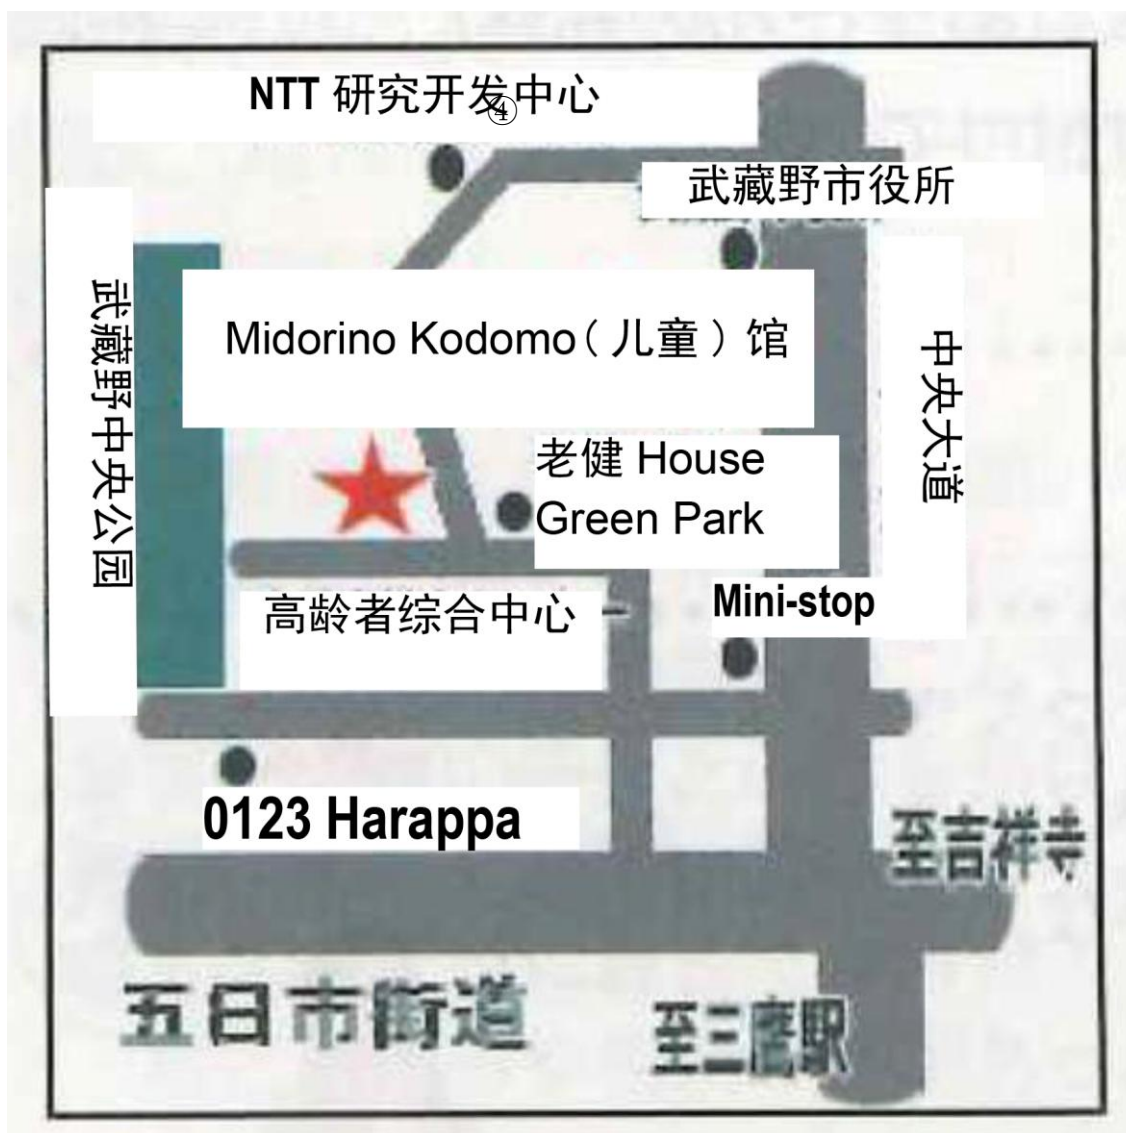 NTT 研究开发中心
④
武藏野市役所
武藏野中央公园
Midorino Kodomo（儿童）馆
中央大道
老健 House
Green Park
高龄者综合中心
Mini-stop
0123 Harappa
至吉祥寺
五日市街道
至三鷹駅